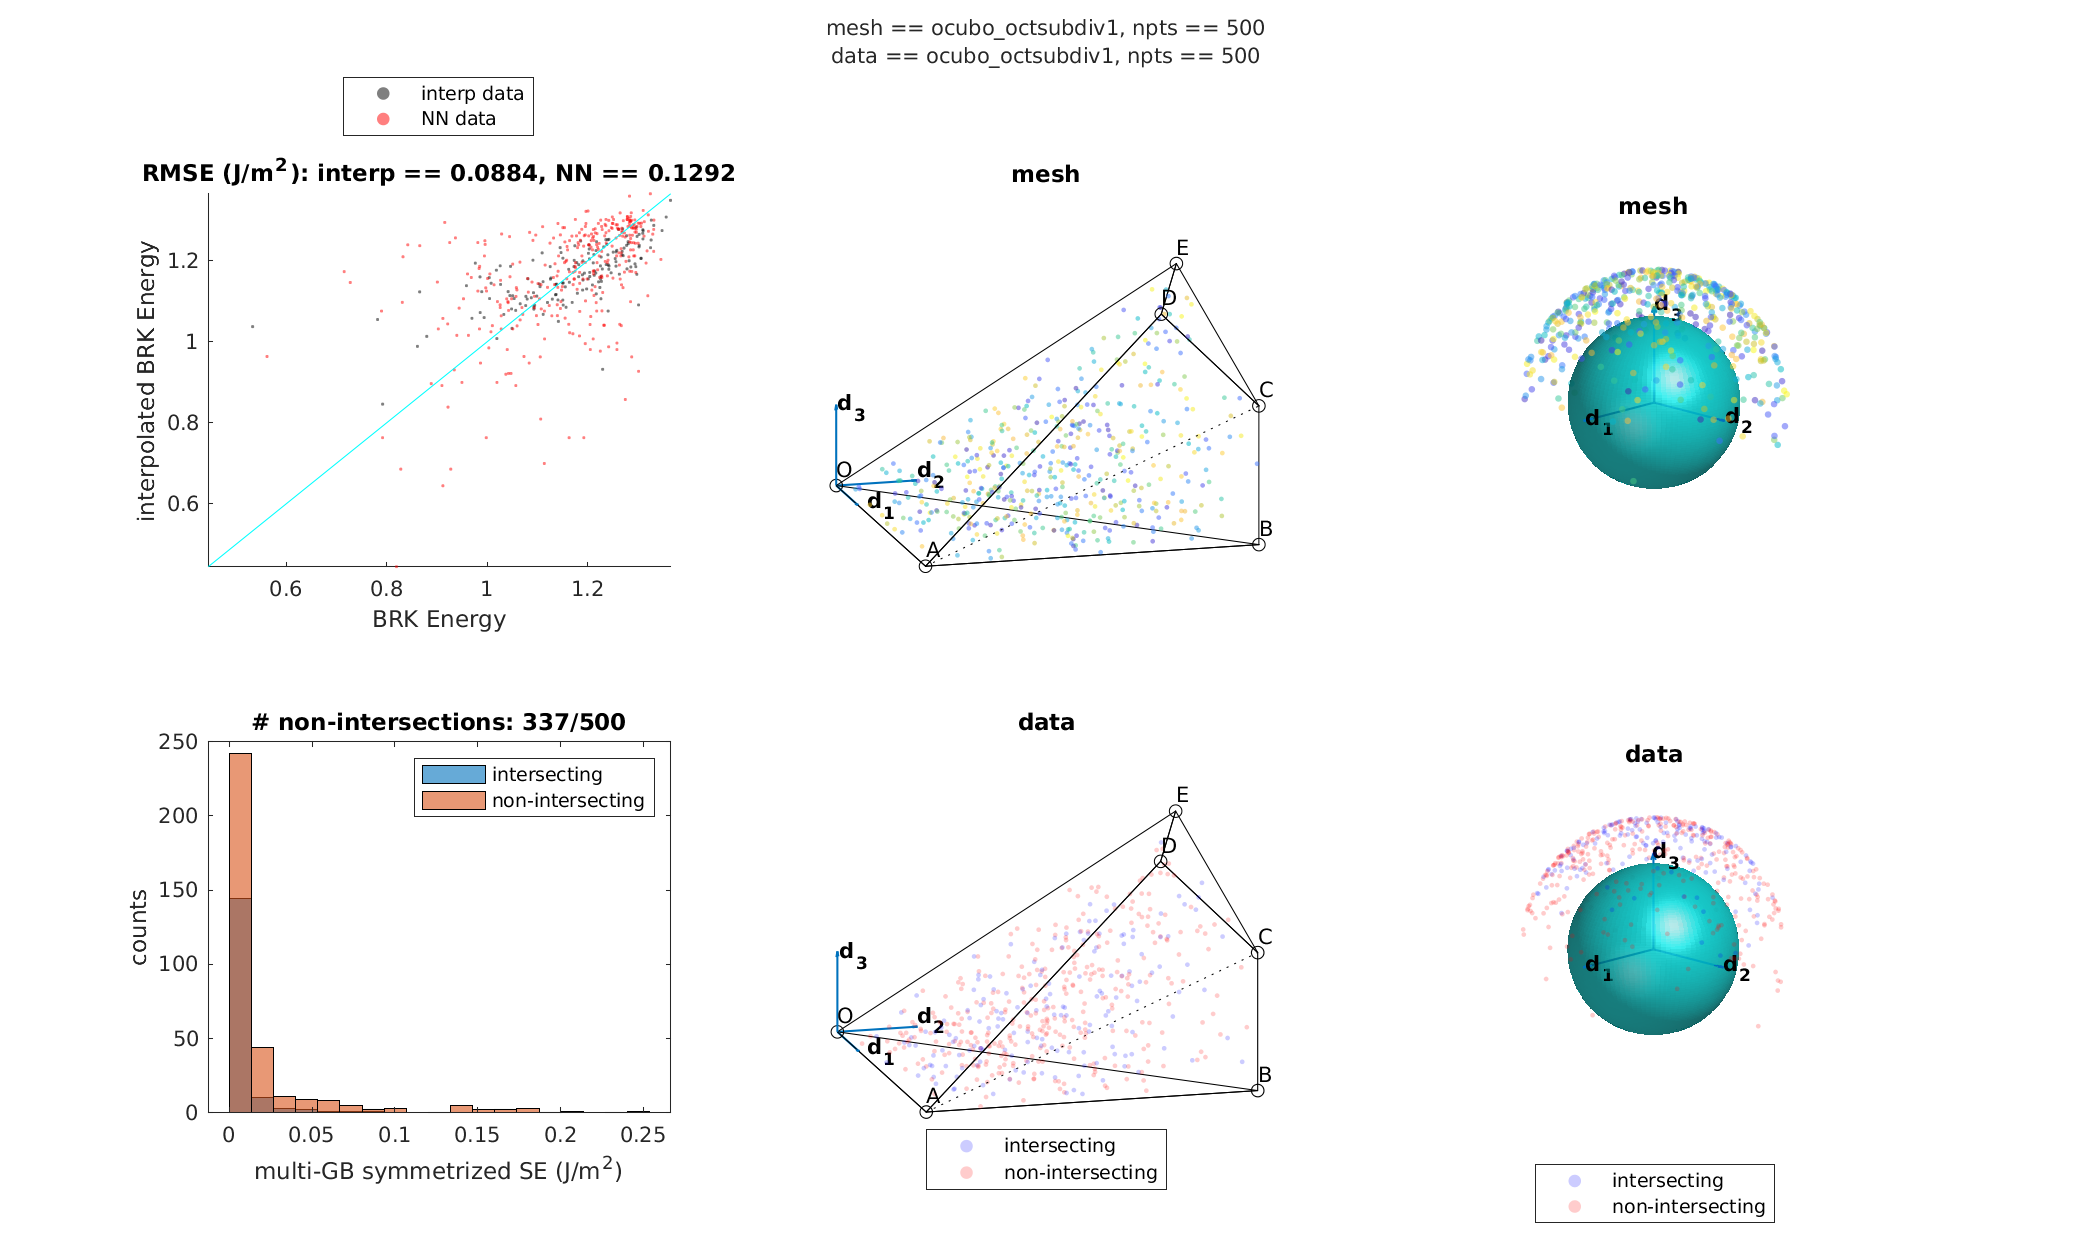 mesh == ocubo_octsubdiv1, npts == 500
data == ocubo_octsubdiv1, npts == 500
interp data
NN data
RMSE (J/m²): interp == 0.0884, NN == 0.1292
interpolated BRK Energy
1.2
1
0.8
0.6
0.6 0.8 1 1.2
BRK Energy
mesh
E
D
C
d₃
O
d₂
d₁
B
A
mesh
d₃
d₁
d₂
# non-intersections: 337/500
counts
250
200
150
100
50
0
intersecting
non-intersecting
0 0.05 0.1 0.15 0.2 0.25
multi-GB symmetrized SE (J/m²)
data
E
D
C
d₃
O
d₂
d₁
B
A
intersecting
non-intersecting
data
d₃
d₁
d₂
intersecting
non-intersecting